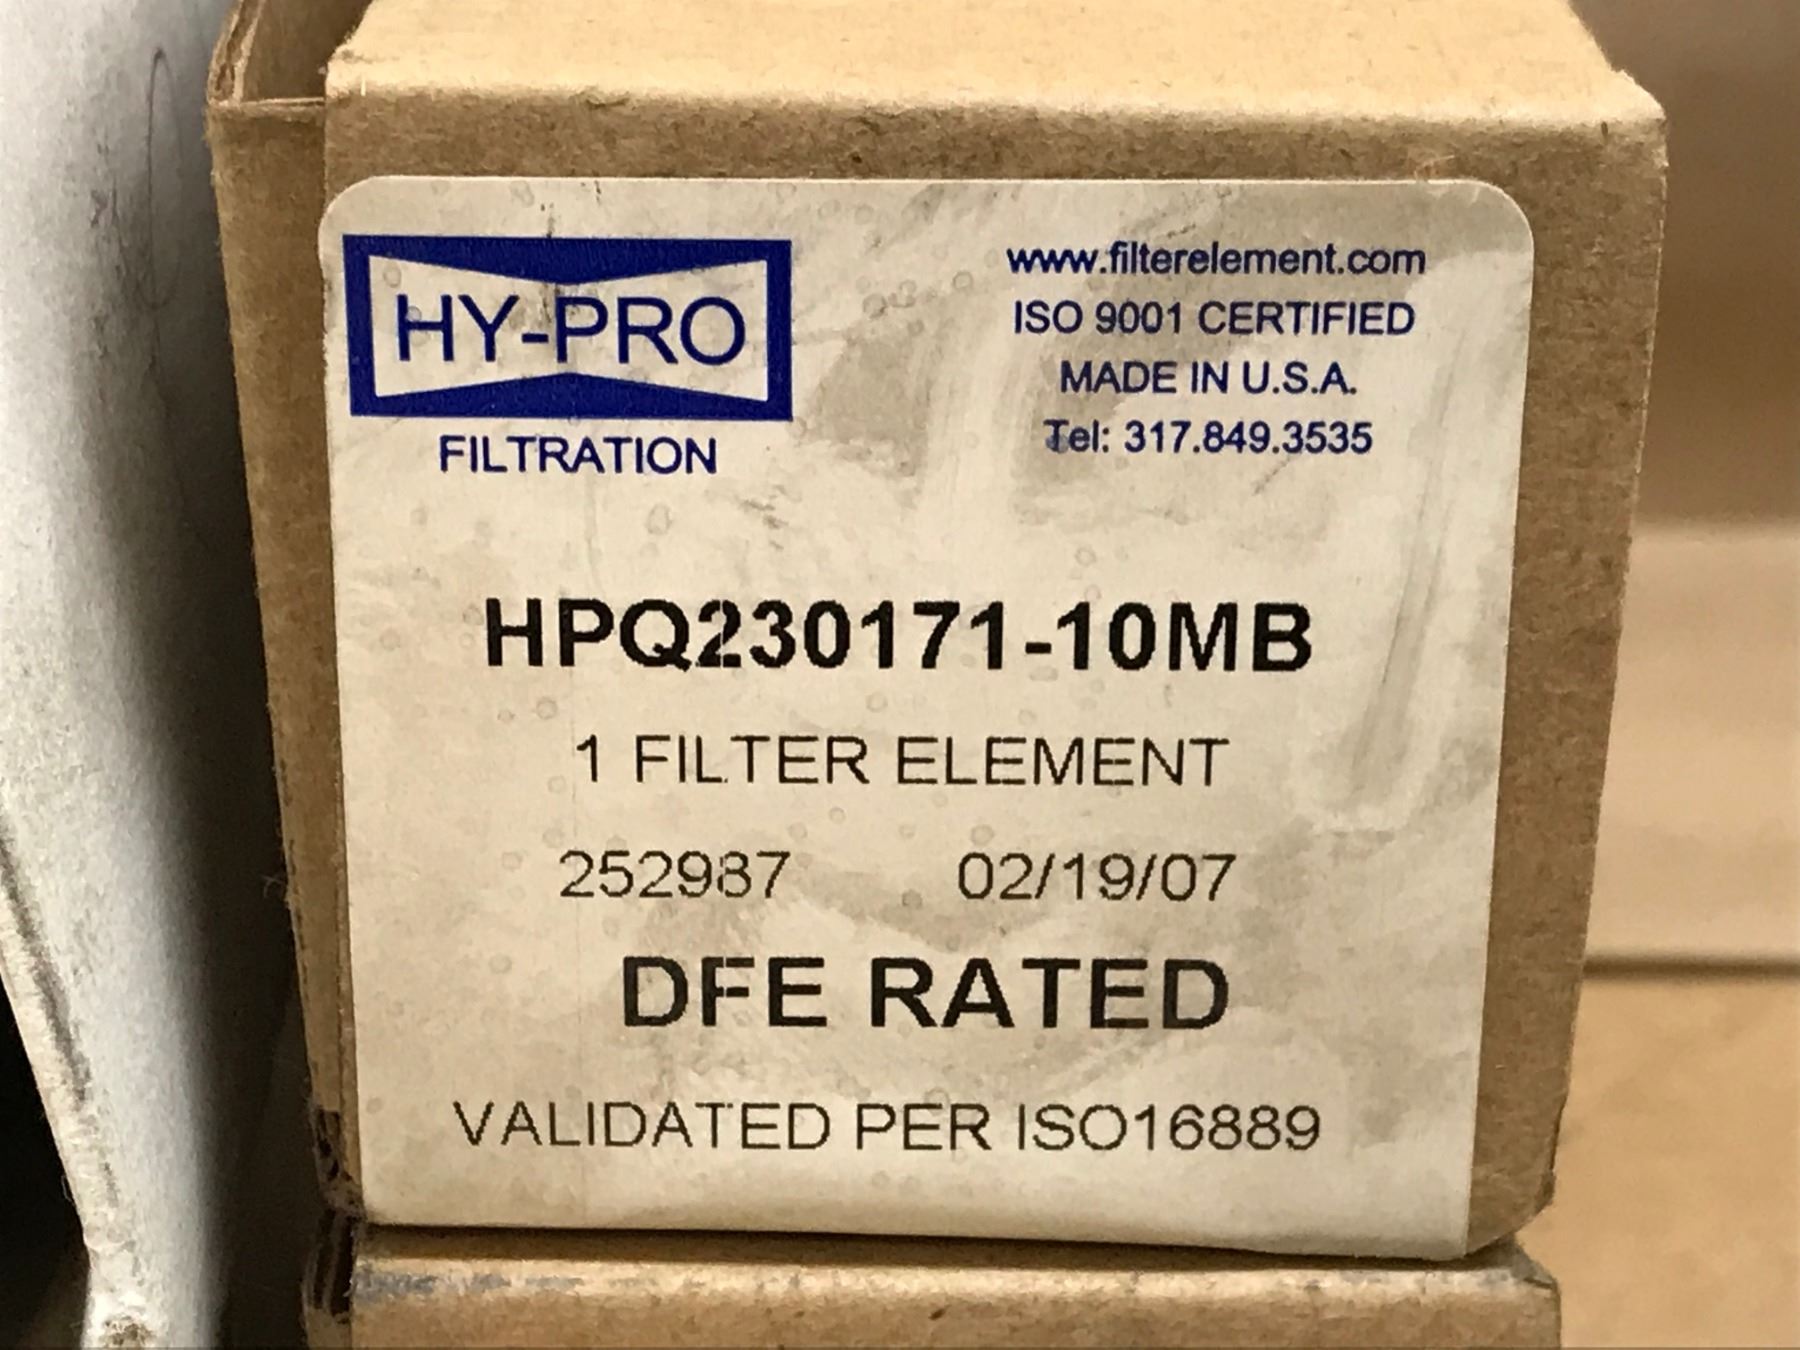 HY-PRO
FILTRATION
www.filterelement.com
ISO 9001 CERTIFIED
MADE IN U.S.A.
Tel: 317.849.3535
HPQ230171-10MB
1 FILTER ELEMENT
252987 02/19/07
DFE RATED
VALIDATED PER ISO16889